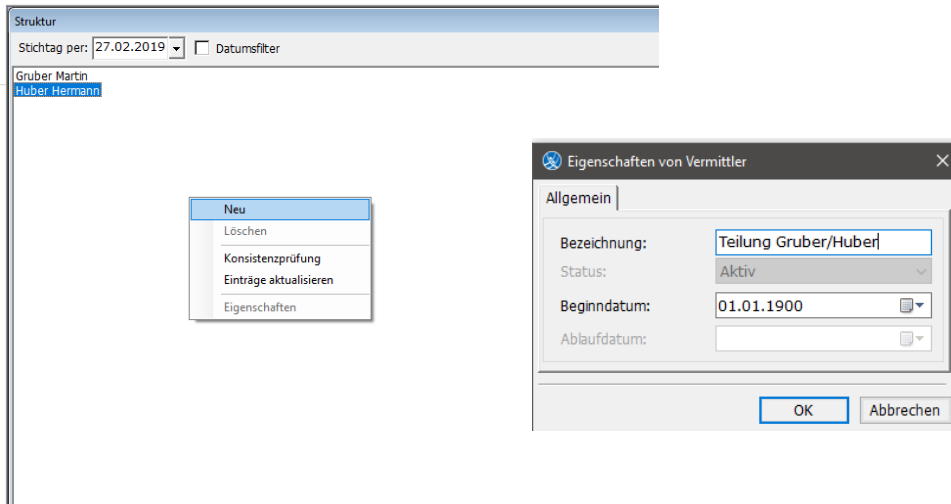 Struktur
Stichtag per: 27.02.2019 Datumsfilter
Gruber Martin
Huber Hermann
Neu
Löschen
Konsistenzprüfung
Einträge aktualisieren
Eigenschaften
Eigenschaften von Vermittler
Allgemein
Bezeichnung: Teilung Gruber/Huber
Status: Aktiv
Beginndatum: 01.01.1900
Ablaufdatum:
OK Abbrechen